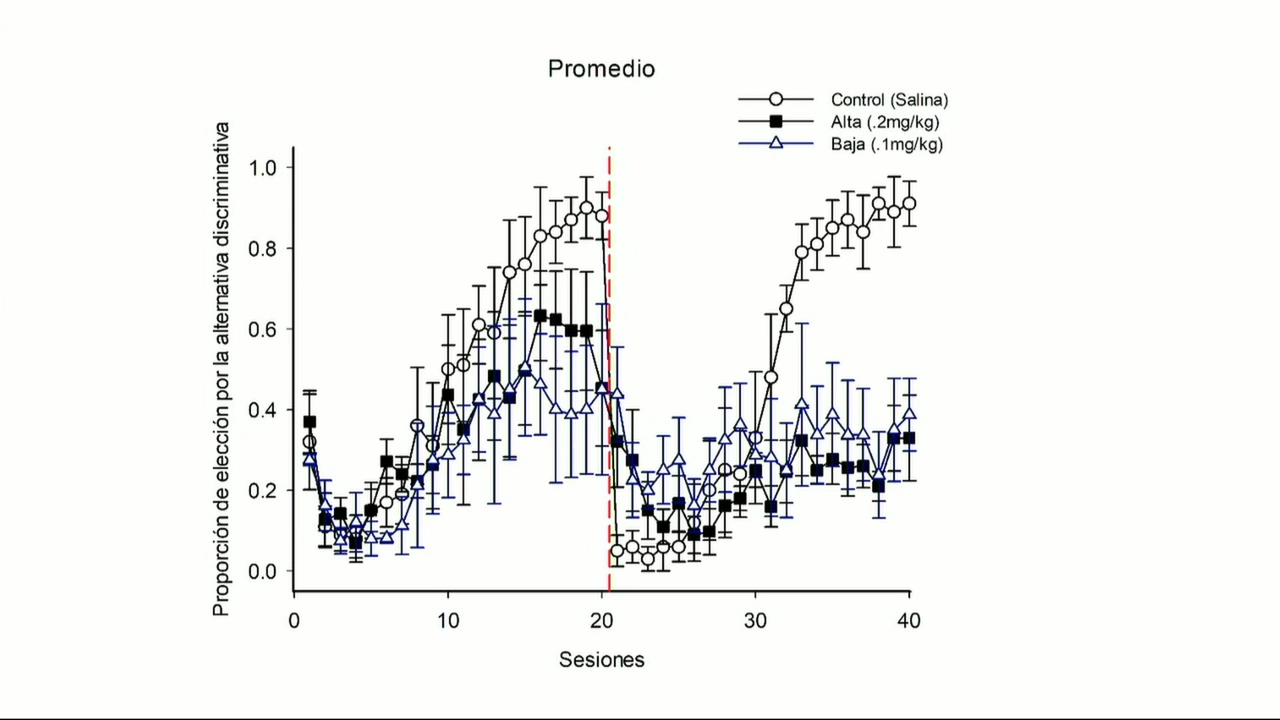 Promedio
Control (Salina)
Alta (.2mg/kg)
Baja (.1mg/kg)
Proporción de elección por la alternativa discriminativa
1.0
0.8
0.6
0.4
0.2
0.0
0 10 20 30 40
Sesiones